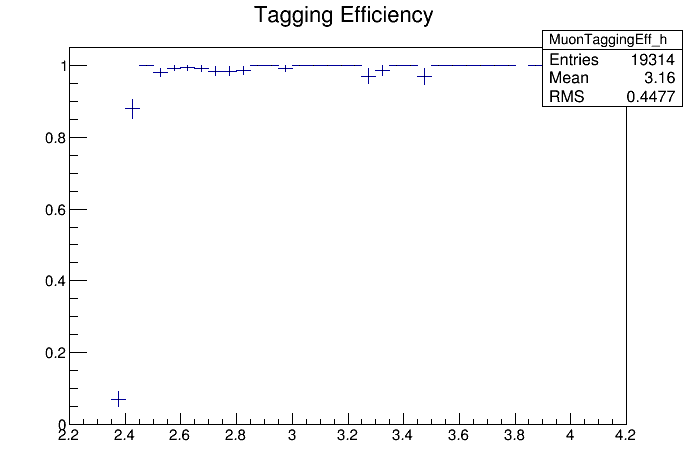 Tagging Efficiency
MuonTaggingEff_h
Entries 19314
Mean 3.16
RMS 0.4477
1
0.8
0.6
0.4
0.2
0
2.2 2.4 2.6 2.8 3 3.2 3.4 3.6 3.8 4 4.2